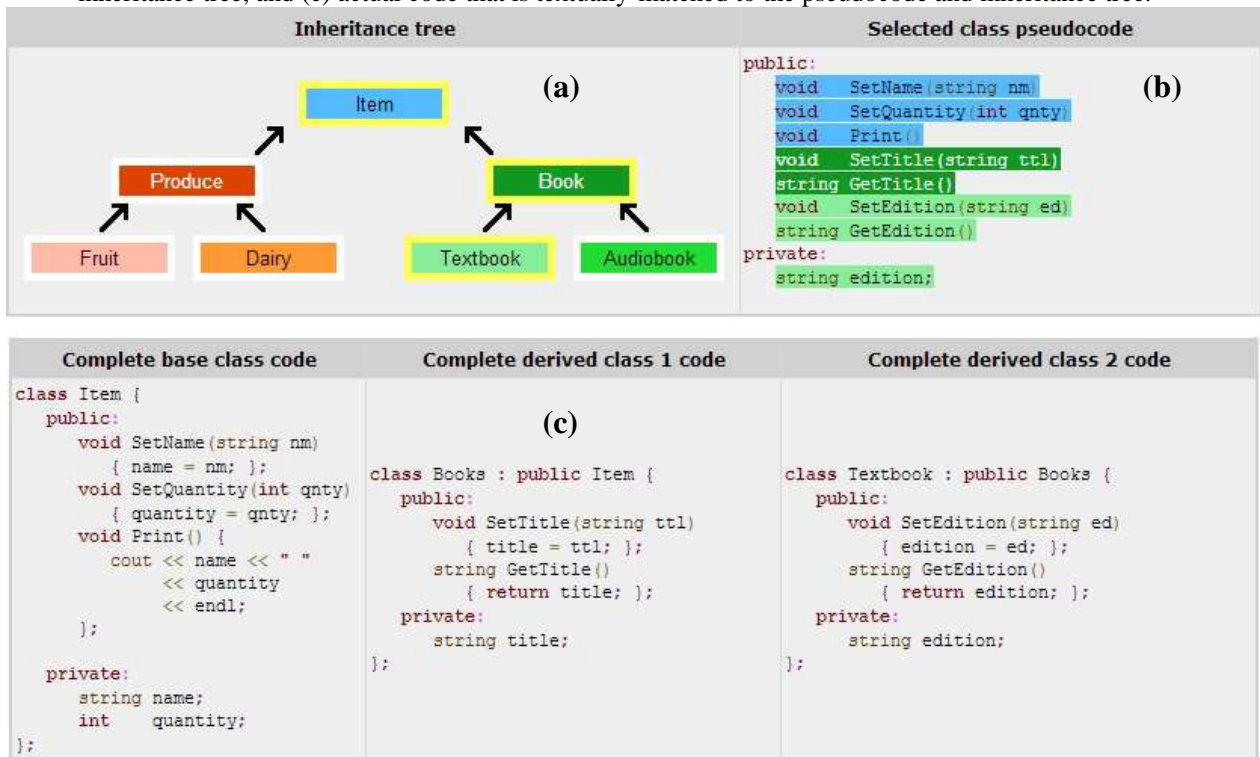 inheritance tree, and (c) actual code that is textually matched to the pseudocode and inheritance tree.
Inheritance tree
(a)
Item
Produce
Book
Fruit
Dairy
Textbook
Audiobook
Selected class pseudocode
(b)
public:
void SetName(string nm)
void SetQuantity(int qnty)
void Print()
void SetTitle(string ttl)
string GetTitle()
void SetEdition(string ed)
string GetEdition()
private:
string edition;
Complete base class code
class Item {
public:
void SetName(string nm)
{ name = nm; };
void SetQuantity(int qnty)
{ quantity = qnty; };
void Print() {
cout << name << " "
<< quantity
<< endl;
};
private:
string name;
int quantity;
};
Complete derived class 1 code
(c)
class Books : public Item {
public:
void SetTitle(string ttl)
{ title = ttl; };
string GetTitle()
{ return title; };
private:
string title;
};
Complete derived class 2 code
class Textbook : public Books {
public:
void SetEdition(string ed)
{ edition = ed; };
string GetEdition()
{ return edition; };
private:
string edition;
};